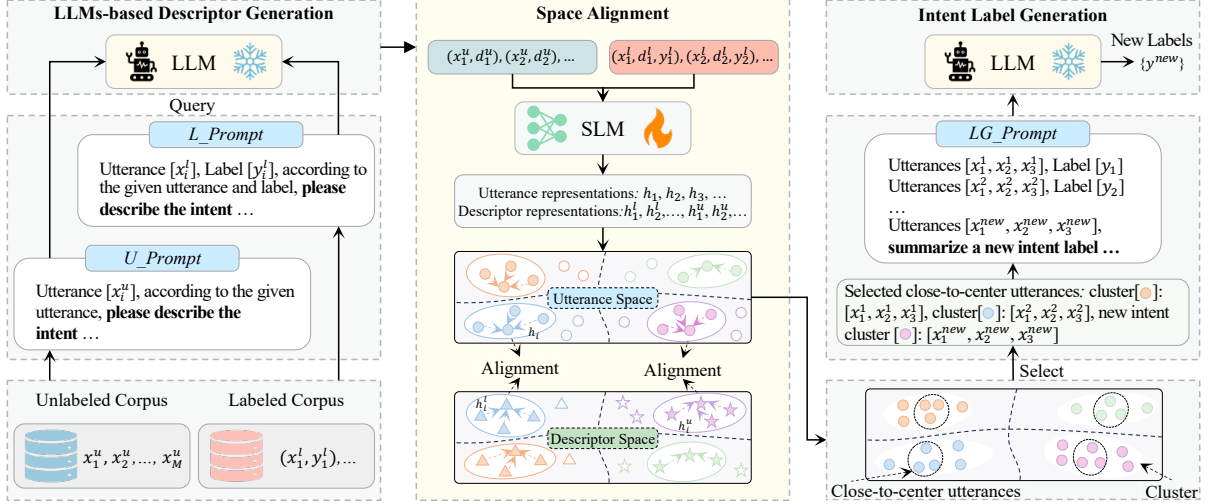 LLMs-based Descriptor Generation
LLM
Query
L_Prompt
Utterance [$x_i^l$], Label [$y_i^l$], according to
the given utterance and label, please
describe the intent …
U_Prompt
Utterance [$x_i^u$], according to the given
utterance, please describe the
intent …
Unlabeled Corpus
Labeled Corpus
$x_1^u, x_2^u, …, x_M^u$
$(x_1^l, y_1^l), …$
Space Alignment
$(x_1^u, d_1^u), (x_2^u, d_2^u), …$
$(x_1^l, d_1^l, y_1^l), (x_2^l, d_2^l, y_2^l), …$
SLM
Utterance representations: $h_1, h_2, h_3, …$
Descriptor representations: $h_1^l, h_2^l, …, h_1^u, h_2^u, …$
Utterance Space
$h_i$
Alignment
Alignment
$h_i^l$
$h_i^u$
Descriptor Space
Intent Label Generation
LLM
New Labels
$\{y^{new}\}$
LG_Prompt
Utterances [$x_1^1, x_2^1, x_3^1$], Label [$y_1$]
Utterances [$x_1^2, x_2^2, x_3^2$], Label [$y_2$]
…
Utterances [$x_1^{new}, x_2^{new}, x_3^{new}$],
summarize a new intent label …
Selected close-to-center utterances: cluster[ ]:
[$x_1^1, x_2^1, x_3^1$], cluster[ ]: [$x_1^2, x_2^2, x_3^2$], new intent
cluster [ ]: [$x_1^{new}, x_2^{new}, x_3^{new}$]
Select
Close-to-center utterances
Cluster